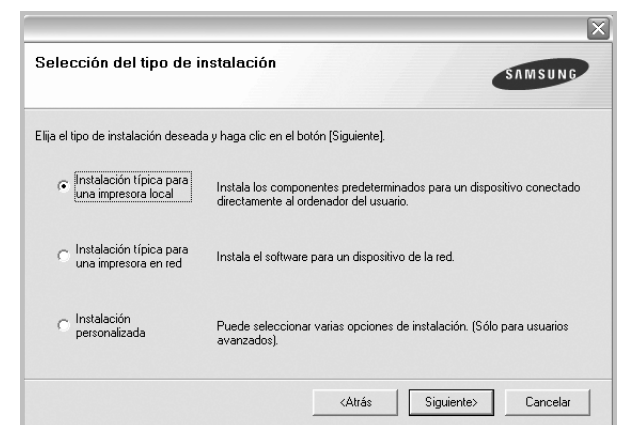 Selección del tipo de instalación
SAMSUNG
Elija el tipo de instalación deseada y haga clic en el botón [Siguiente].
Instalación típica para
una impresora local
Instala los componentes predeterminados para un dispositivo conectado
directamente al ordenador del usuario.
Instalación típica para
una impresora en red
Instala el software para un dispositivo de la red.
Instalación
personalizada
Puede seleccionar varias opciones de instalación. (Sólo para usuarios
avanzados).
<Atrás
Siguiente>
Cancelar